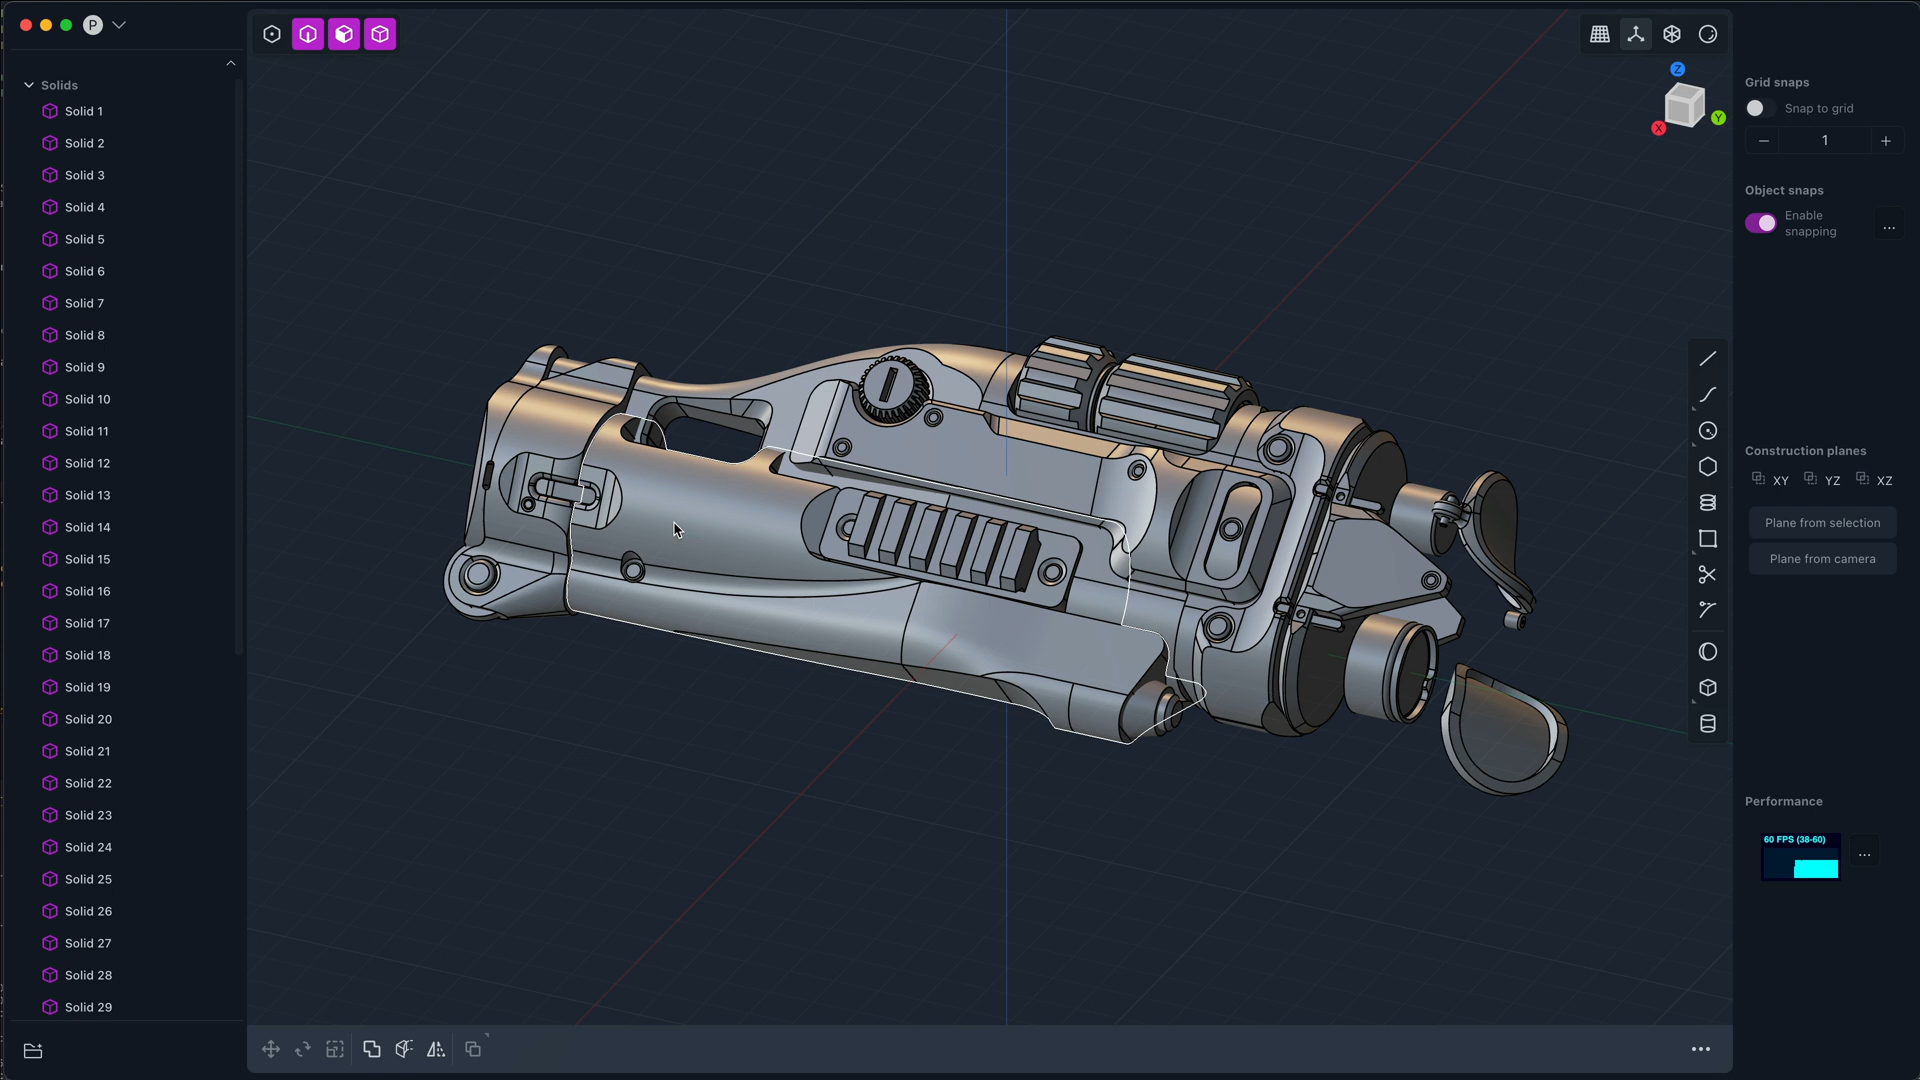 P
Solids
Solid 1
Solid 2
Solid 3
Solid 4
Solid 5
Solid 6
Solid 7
Solid 8
Solid 9
Solid 10
Solid 11
Solid 12
Solid 13
Solid 14
Solid 15
Solid 16
Solid 17
Solid 18
Solid 19
Solid 20
Solid 21
Solid 22
Solid 23
Solid 24
Solid 25
Solid 26
Solid 27
Solid 28
Solid 29
Z
Y
X
Grid snaps
Snap to grid
− 1 +
Object snaps
Enable
snapping
...
Construction planes
XY YZ XZ
Plane from selection
Plane from camera
Performance
60 FPS (38-60)
...